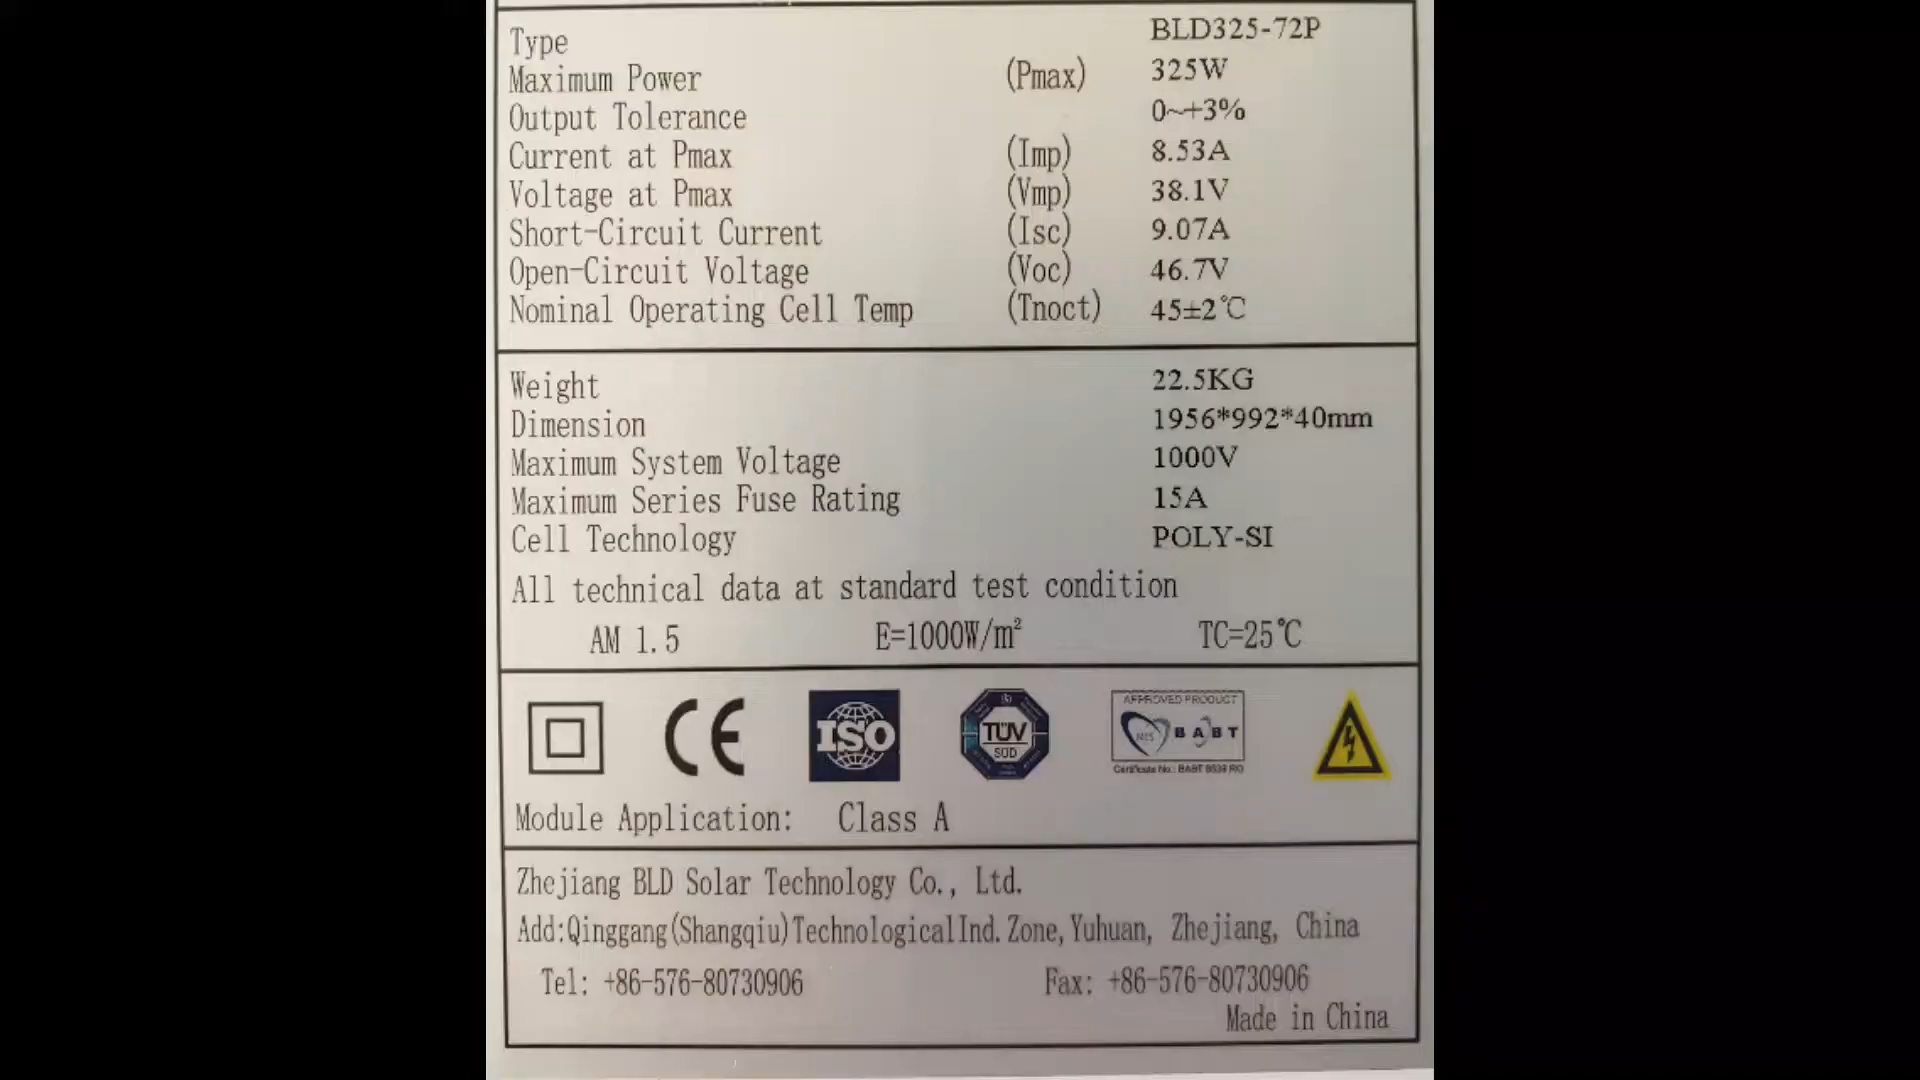 Type BLD325-72P
Maximum Power (Pmax) 325W
Output Tolerance 0~+3%
Current at Pmax (Imp) 8.53A
Voltage at Pmax (Vmp) 38.1V
Short-Circuit Current (Isc) 9.07A
Open-Circuit Voltage (Voc) 46.7V
Nominal Operating Cell Temp (Tnoct) 45±2℃
Weight 22.5KG
Dimension 1956*992*40mm
Maximum System Voltage 1000V
Maximum Series Fuse Rating 15A
Cell Technology POLY-SI
All technical data at standard test condition
AM 1.5 E=1000W/m² TC=25℃
CE ISO TÜV SÜD
APPROVED PRODUCT
BABT
Certificate No.: BABT
Module Application: Class A
Zhejiang BLD Solar Technology Co., Ltd.
Add:Qinggang(Shangqiu)TechnologicalInd.Zone,Yuhuan, Zhejiang, China
Tel: +86-576-80730906 Fax: +86-576-80730906
Made in China